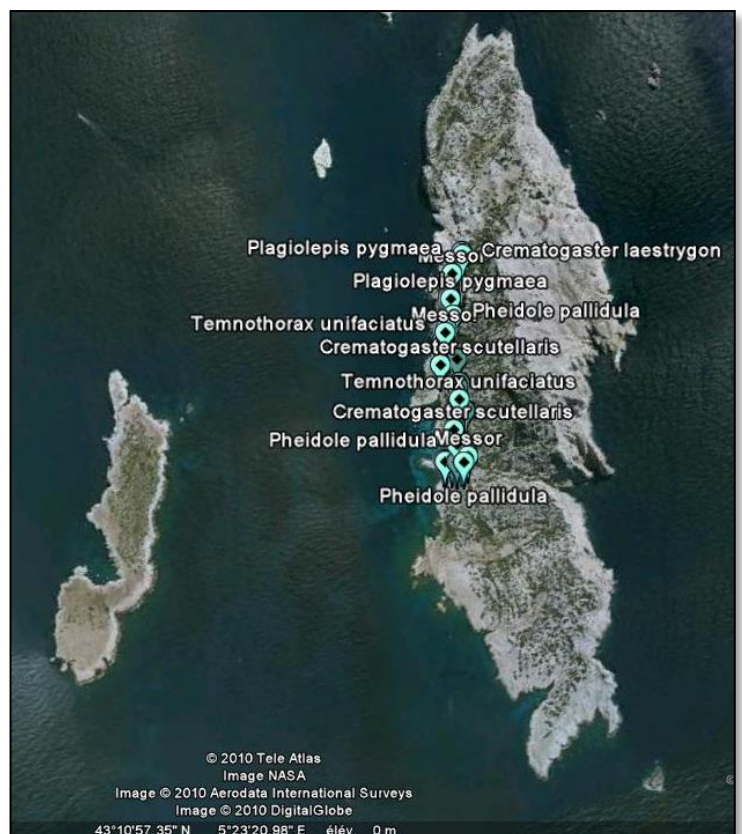 Plagiolepis pygmaea
Crematogaster laestrygon
Messor
Plagiolepis pygmaea
Messor
Pheidole pallidula
Temnothorax unifaciatus
Crematogaster scutellaris
Temnothorax unifaciatus
Crematogaster scutellaris
Pheidole pallidula
Messor
Pheidole pallidula
© 2010 Tele Atlas
Image NASA
Image © 2010 Aerodata International Surveys
Image © 2010 DigitalGlobe
43°10'57.35" N 5°23'20.98" E élév. 0 m